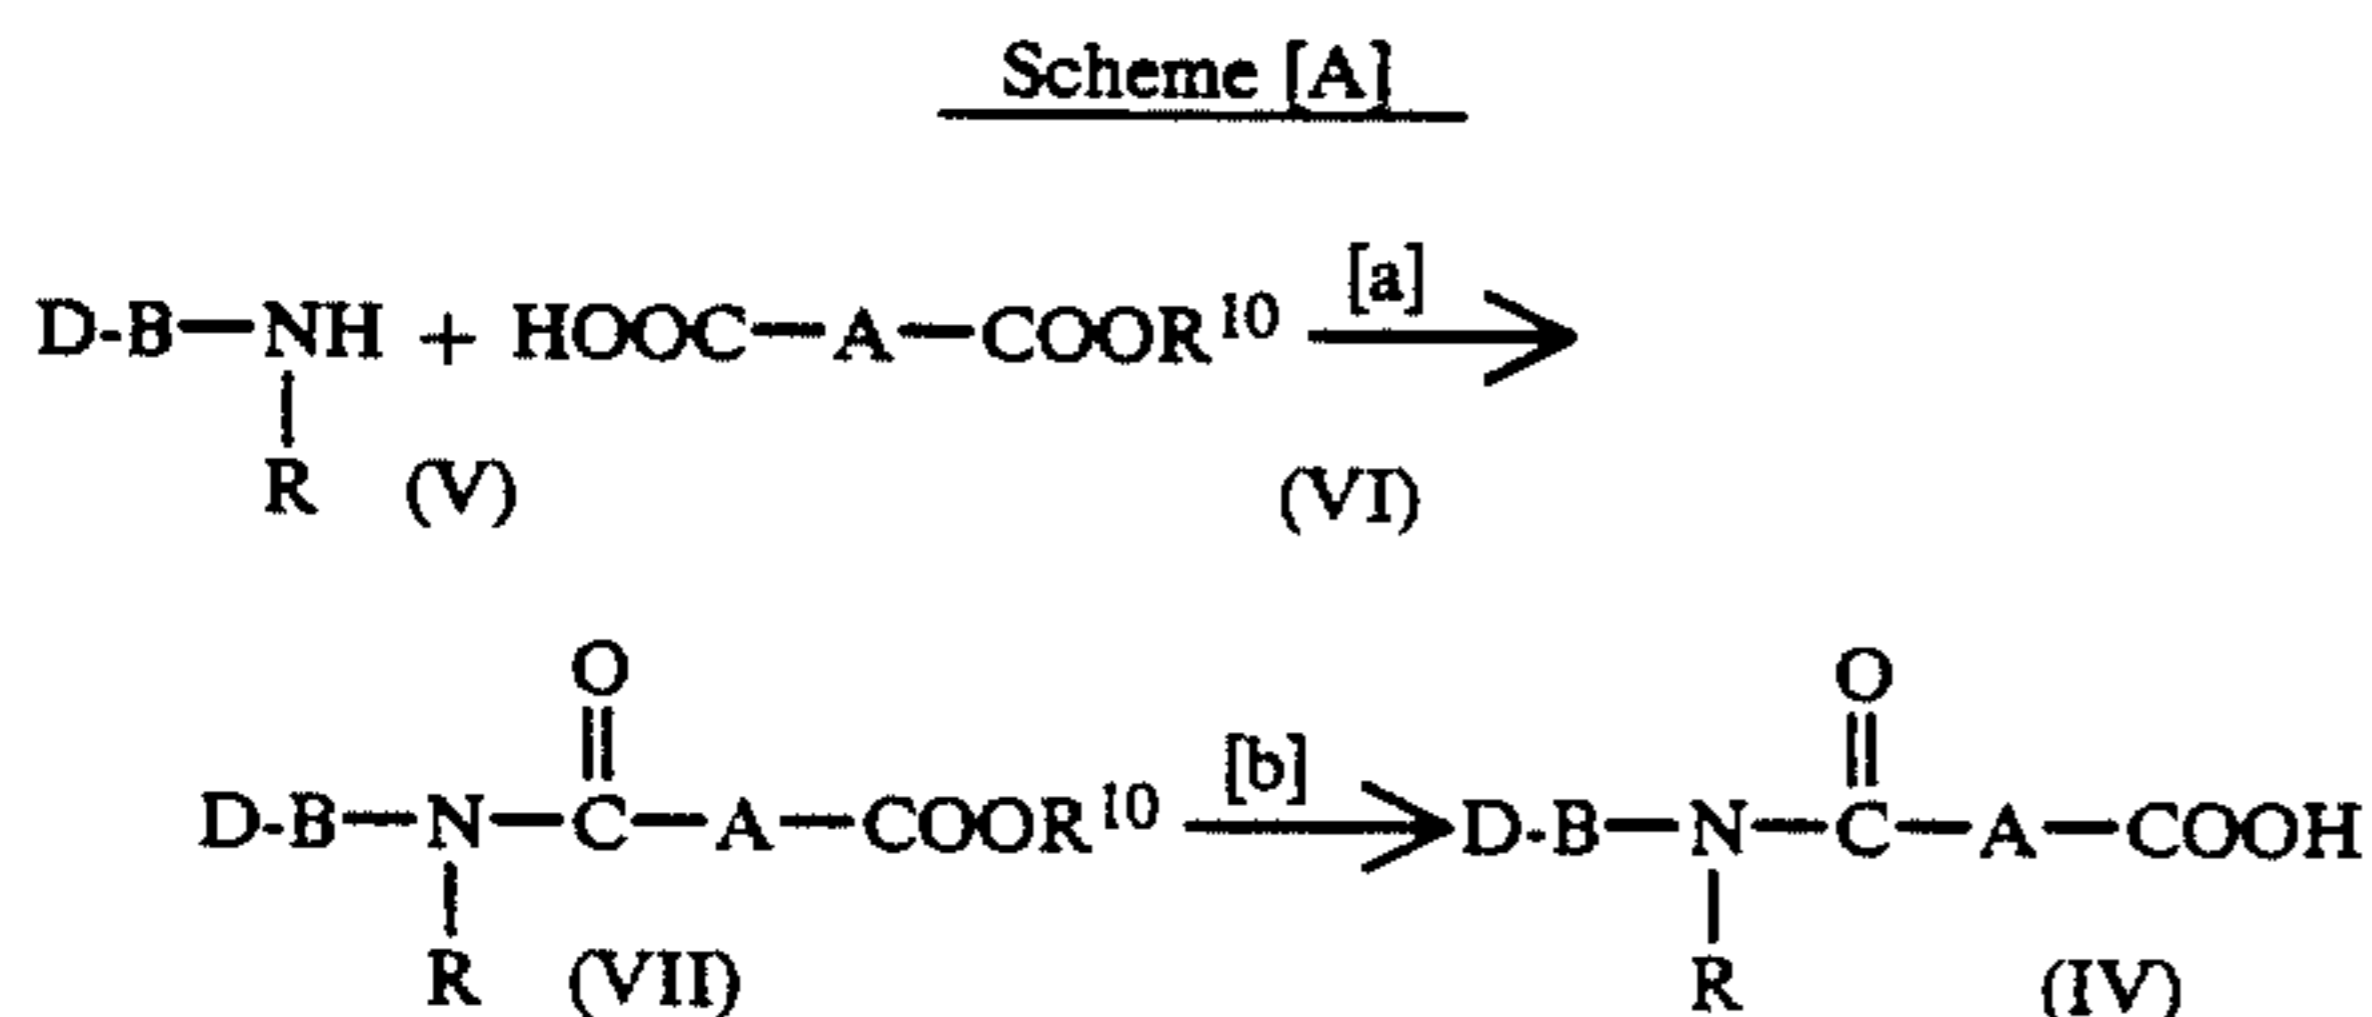 Scheme [A]
[a]
D-B—NH + HOOC—A—COOR¹⁰
R (V) (VI)
O O
[b]
D-B—N—C—A—COOR¹⁰ D-B—N—C—A—COOH
R (VII) R (IV)